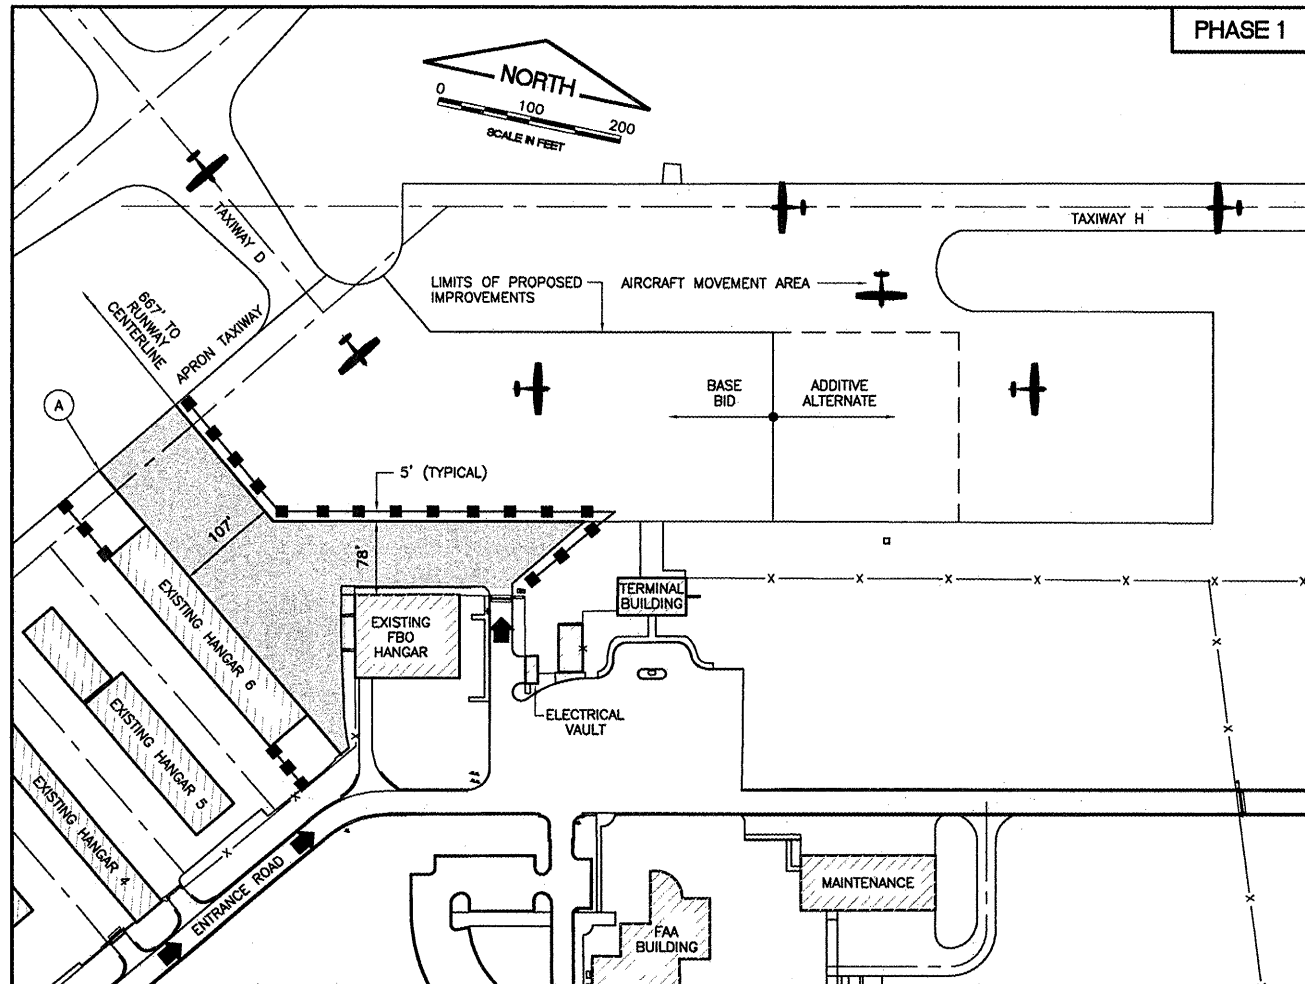 PHASE 1
NORTH
0 100 200
SCALE IN FEET
TAXIWAY H
TAXIWAY D
LIMITS OF PROPOSED
IMPROVEMENTS
AIRCRAFT MOVEMENT AREA
667' TO
RUNWAY
CENTERLINE
APRON TAXIWAY
BASE
BID
ADDITIVE
ALTERNATE
A
5' (TYPICAL)
107'
78'
EXISTING HANGAR 6
EXISTING
FBO
HANGAR
TERMINAL
BUILDING
EXISTING HANGAR 5
ELECTRICAL
VAULT
EXISTING HANGAR 4
ENTRANCE ROAD
MAINTENANCE
FAA
BUILDING